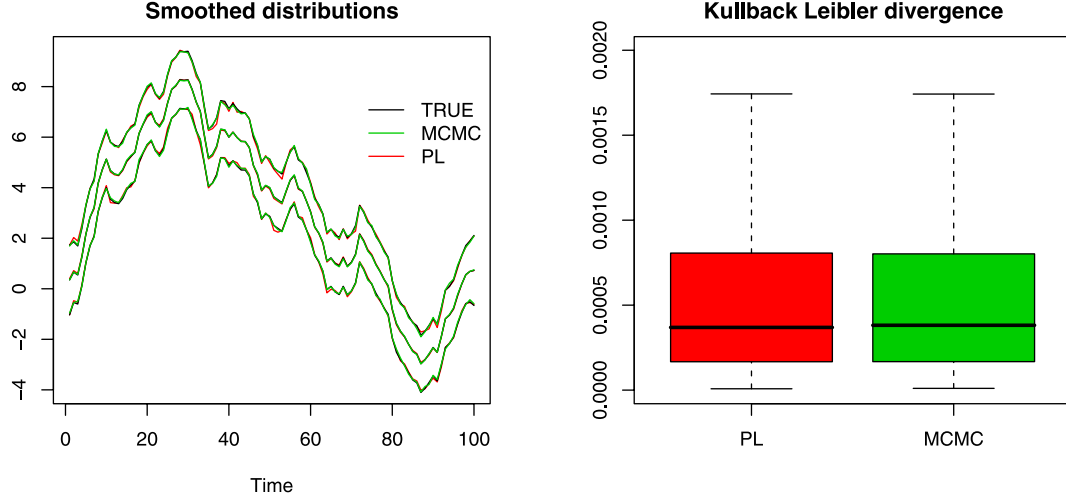 Smoothed distributions
8
6
4
2
0
−2
−4
0 20 40 60 80 100
Time
TRUE
MCMC
PL
Kullback Leibler divergence
0.0020
0.0015
0.0010
0.0005
0.0000
PL MCMC